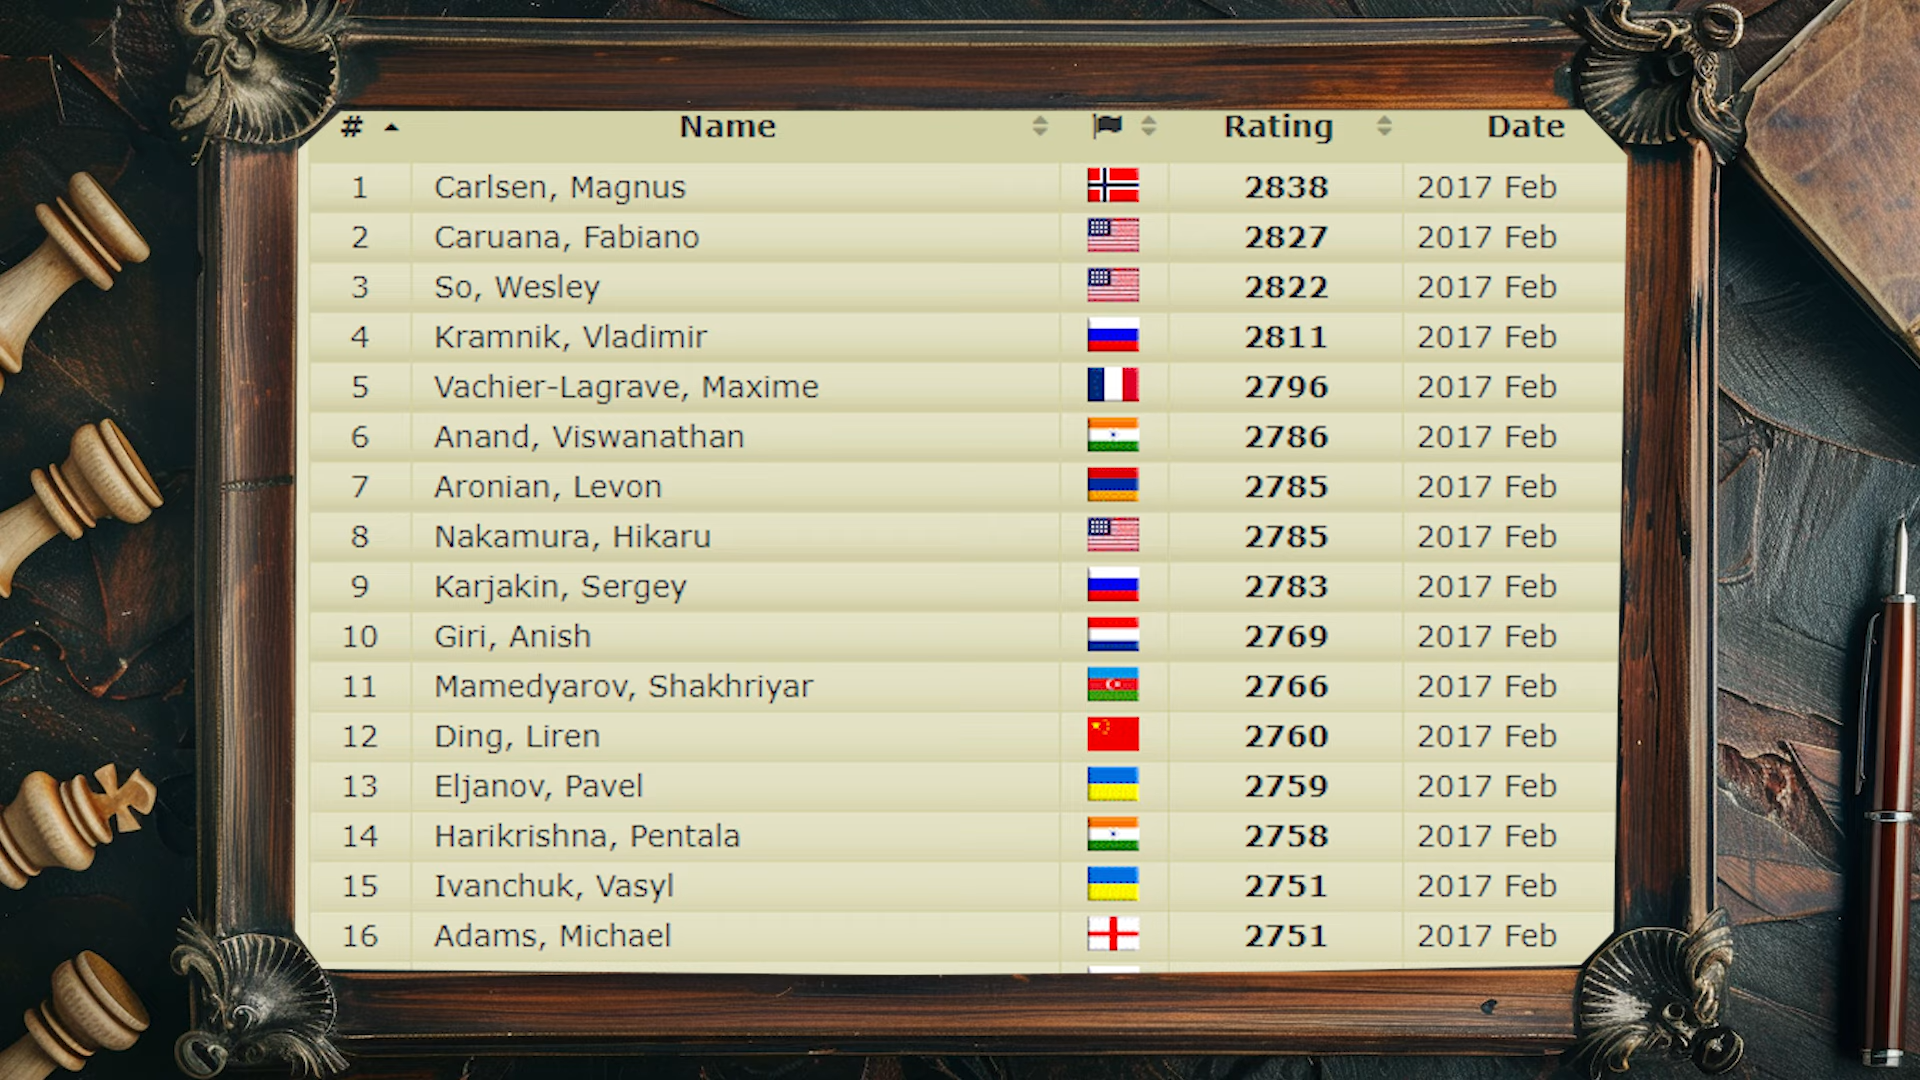 # Name Rating Date
1 Carlsen, Magnus 2838 2017 Feb
2 Caruana, Fabiano 2827 2017 Feb
3 So, Wesley 2822 2017 Feb
4 Kramnik, Vladimir 2811 2017 Feb
5 Vachier-Lagrave, Maxime 2796 2017 Feb
6 Anand, Viswanathan 2786 2017 Feb
7 Aronian, Levon 2785 2017 Feb
8 Nakamura, Hikaru 2785 2017 Feb
9 Karjakin, Sergey 2783 2017 Feb
10 Giri, Anish 2769 2017 Feb
11 Mamedyarov, Shakhriyar 2766 2017 Feb
12 Ding, Liren 2760 2017 Feb
13 Eljanov, Pavel 2759 2017 Feb
14 Harikrishna, Pentala 2758 2017 Feb
15 Ivanchuk, Vasyl 2751 2017 Feb
16 Adams, Michael 2751 2017 Feb